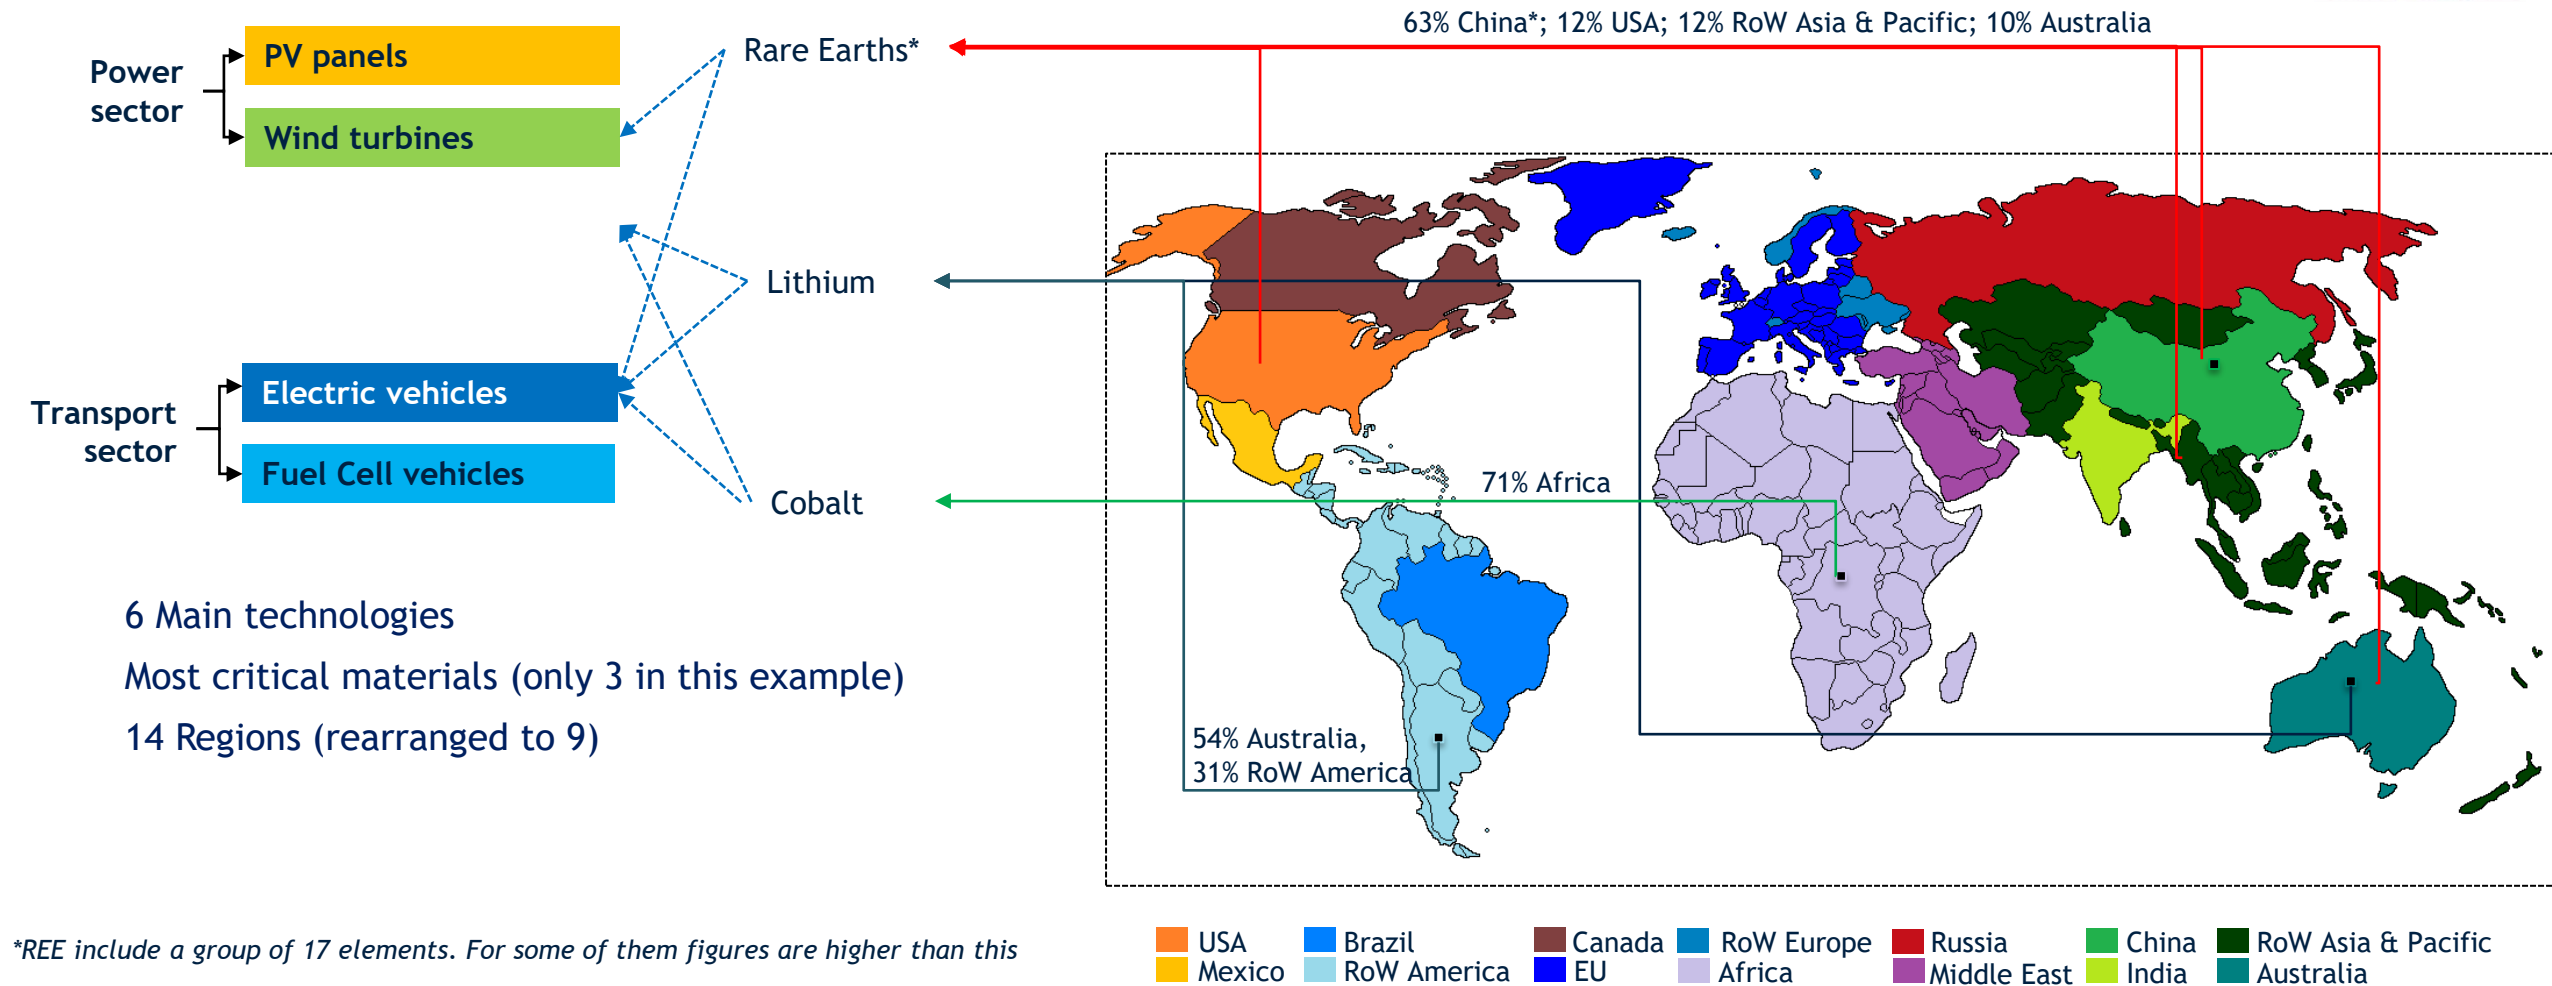 63% China*; 12% USA; 12% RoW Asia & Pacific; 10% Australia
Power
sector
PV panels
Wind turbines
Rare Earths*
Lithium
Transport
sector
Electric vehicles
Fuel Cell vehicles
Cobalt
71% Africa
54% Australia,
31% RoW America
6 Main technologies
Most critical materials (only 3 in this example)
14 Regions (rearranged to 9)
*REE include a group of 17 elements. For some of them figures are higher than this
USA
Brazil
Canada
RoW Europe
Russia
China
RoW Asia & Pacific
Mexico
RoW America
EU
Africa
Middle East
India
Australia